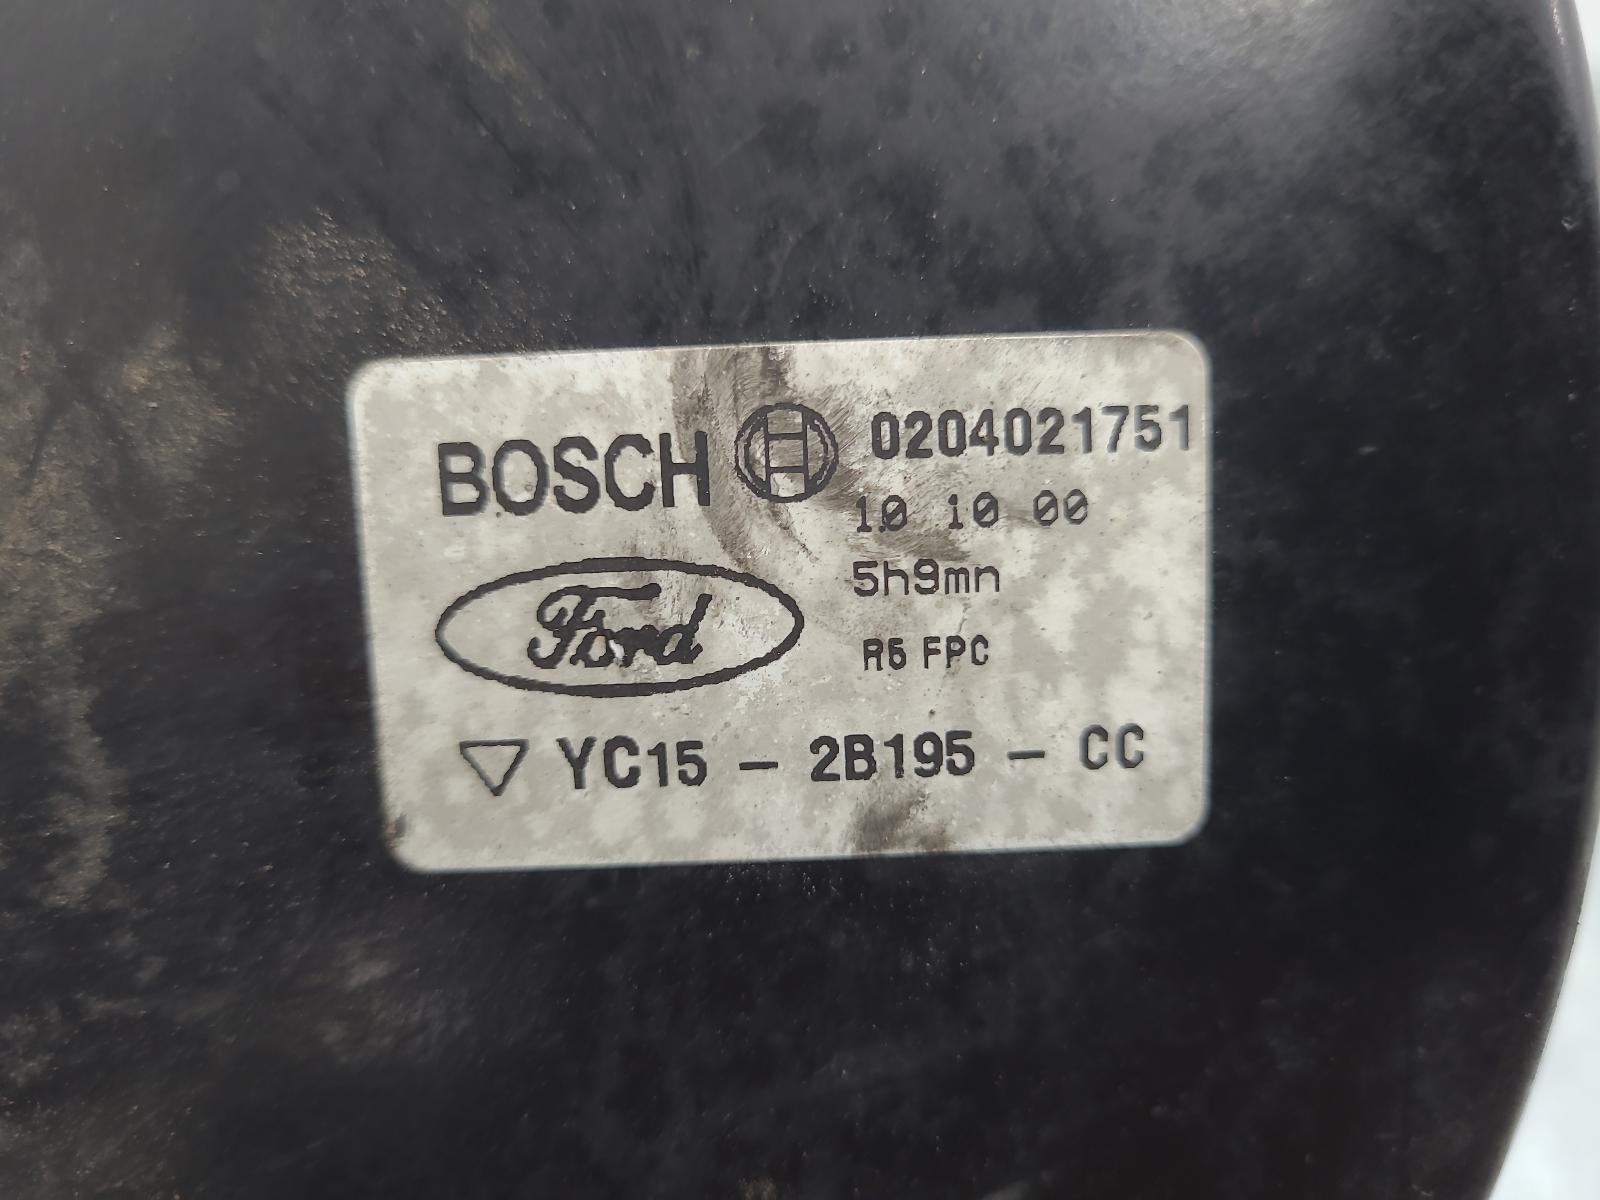 BOSCH 0204021751
10 10 00
5h9mn
Ford
R5 FPC
YC15 - 2B195 - CC